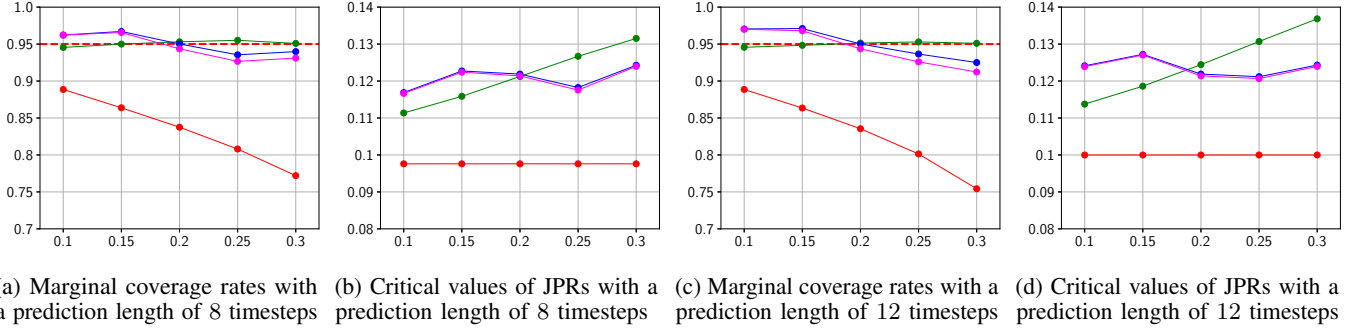 1.0
0.95
0.9
0.85
0.8
0.75
0.7
0.1 0.15 0.2 0.25 0.3
0.13
0.12
0.11
0.1
0.09
0.08
0.1 0.15 0.2 0.25 0.3
1.0
0.95
0.9
0.85
0.8
0.75
0.7
0.1 0.15 0.2 0.25 0.3
0.13
0.12
0.11
0.1
0.09
0.08
0.1 0.15 0.2 0.25 0.3
(a) Marginal coverage rates with
a prediction length of 8 timesteps
(b) Critical values of JPRs with a
prediction length of 8 timesteps
(c) Marginal coverage rates with a
prediction length of 12 timesteps
(d) Critical values of JPRs with a
prediction length of 12 timesteps